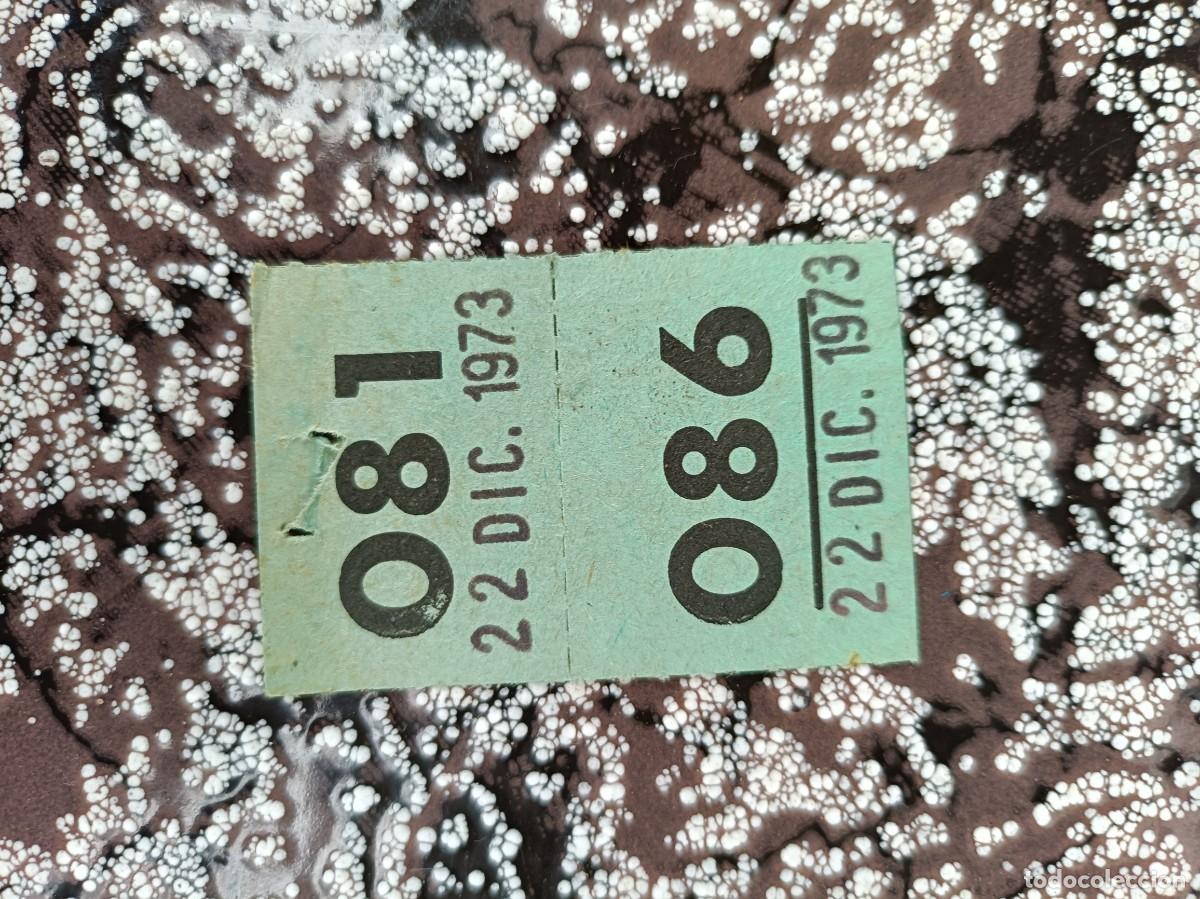 081
22 DIC. 1973
086
22 DIC. 1973
todocoleccion